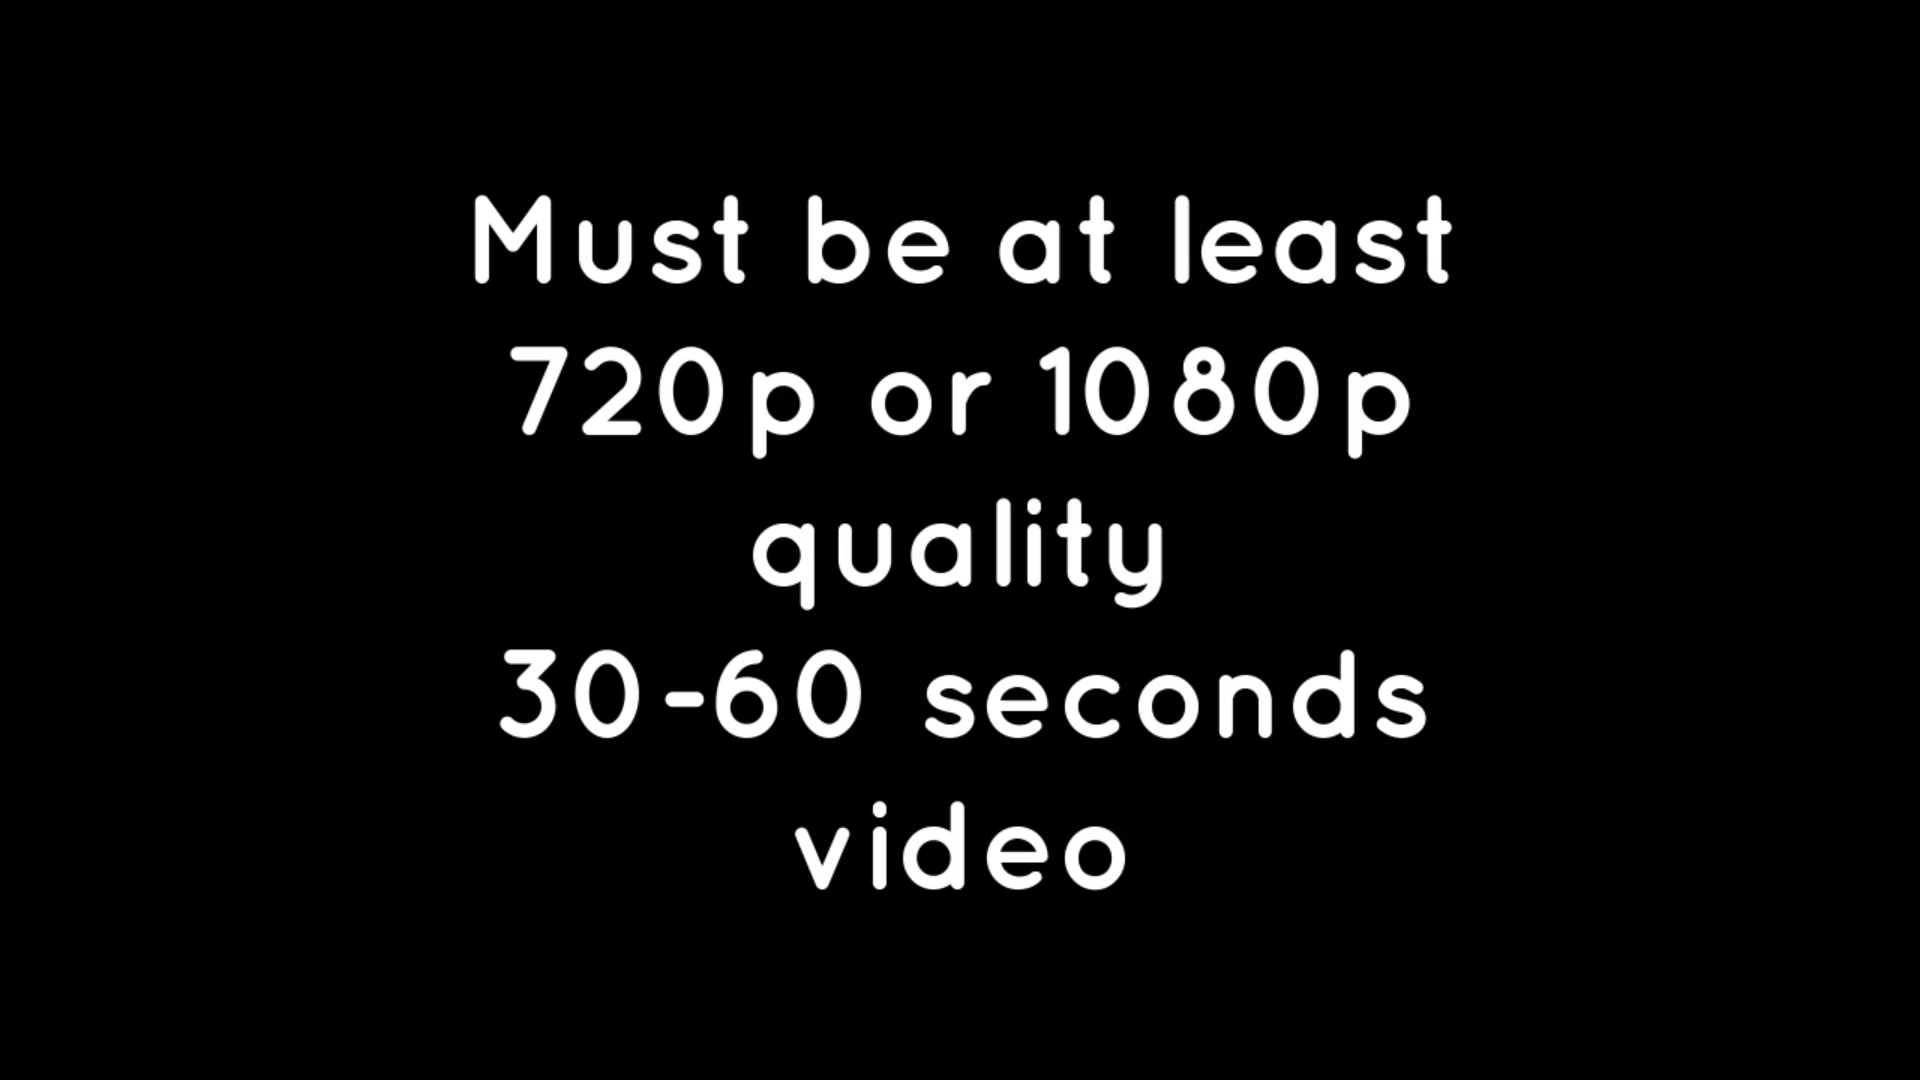 Must be at least
720p or 1080p
quality
30-60 seconds
video